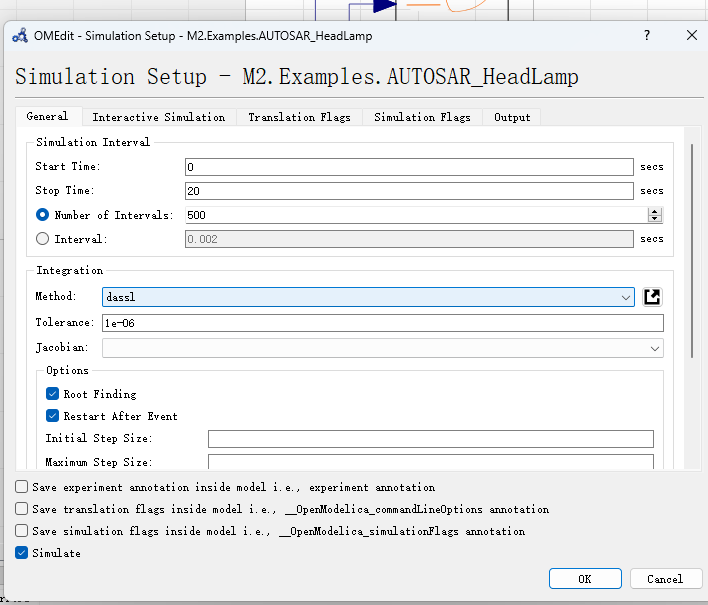 OMEdit - Simulation Setup - M2.Examples.AUTOSAR_HeadLamp ?
Simulation Setup - M2.Examples.AUTOSAR_HeadLamp
General Interactive Simulation Translation Flags Simulation Flags Output
Simulation Interval
Start Time: 0 secs
Stop Time: 20 secs
Number of Intervals: 500
Interval: 0.002 secs
Integration
Method: dassl
Tolerance: 1e-06
Jacobian:
Options
Root Finding
Restart After Event
Initial Step Size:
Maximum Step Size:
Save experiment annotation inside model i.e., experiment annotation
Save translation flags inside model i.e., __OpenModelica_commandLineOptions annotation
Save simulation flags inside model i.e., __OpenModelica_simulationFlags annotation
Simulate
OK Cancel